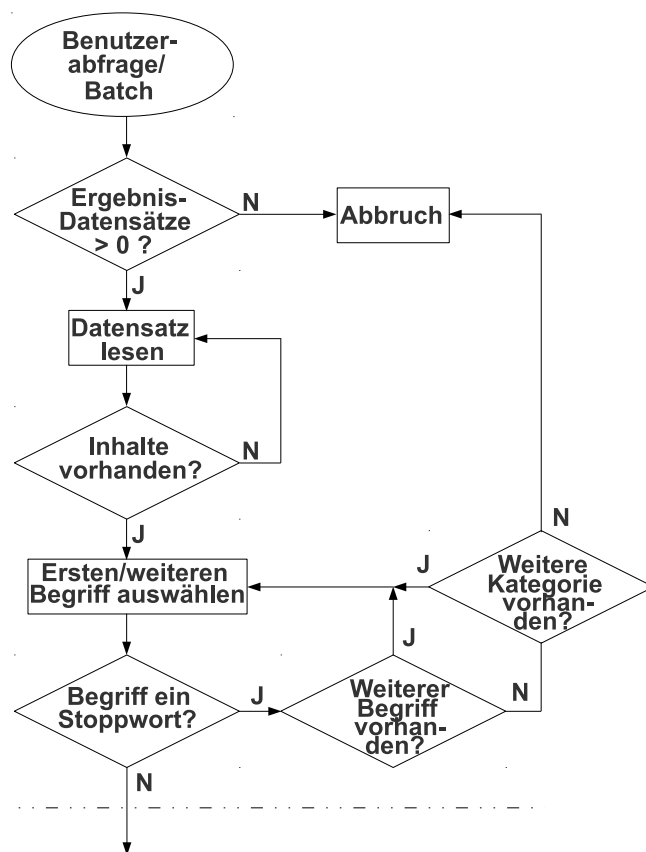 Benutzer-
abfrage/
Batch
Ergebnis-
Datensätze
> 0 ?
N
Abbruch
J
Datensatz
lesen
Inhalte
vorhanden?
N
J
Ersten/weiteren
Begriff auswählen
J
Weitere
Kategorie
vorhan-
den?
N
Begriff ein
Stoppwort?
J
Weiterer
Begriff
vorhan-
den?
J
N
N